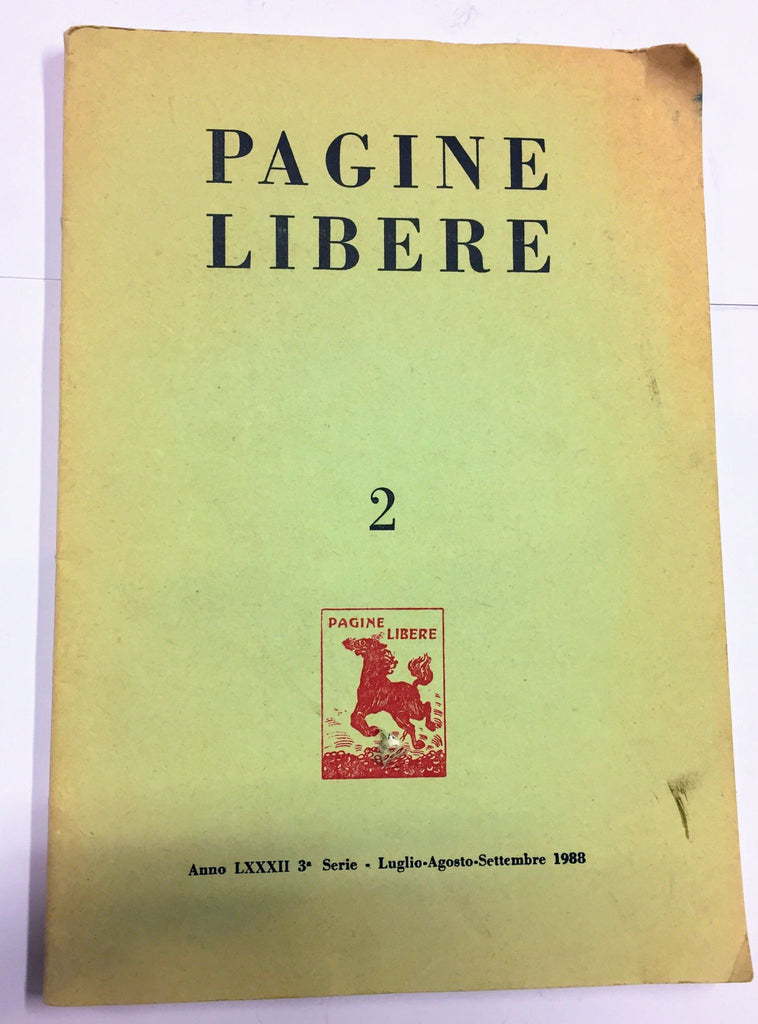 PAGINE
LIBERE
2
PAGINE
LIBERE
Anno LXXXII 3ª Serie - Luglio-Agosto-Settembre 1988